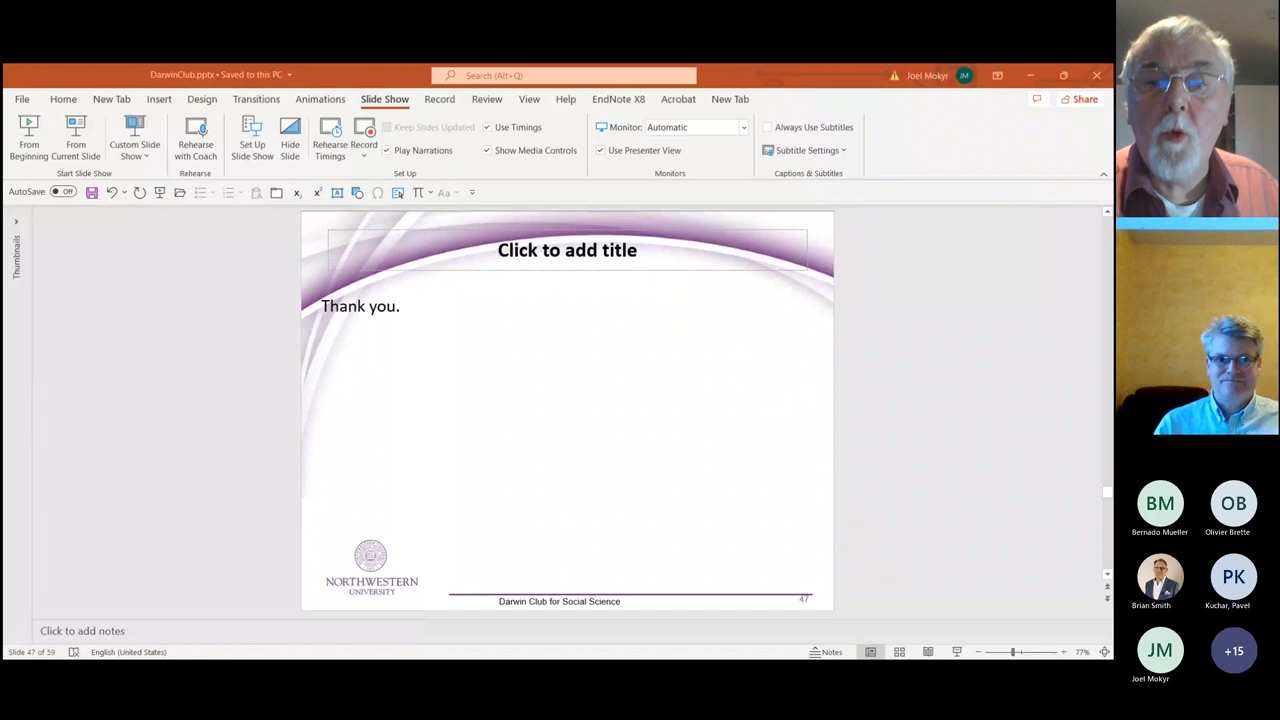 DarwinClub.pptx • Saved to this PC
Search (Alt+Q)
Joel Mokyr JM
File Home New Tab Insert Design Transitions Animations Slide Show Record Review View Help EndNote X8 Acrobat New Tab Share
From Beginning
From Current Slide
Custom Slide Show
Rehearse with Coach
Set Up Slide Show
Hide Slide
Rehearse Timings
Record
Keep Slides Updated
Play Narrations
Use Timings
Show Media Controls
Monitor: Automatic
Use Presenter View
Always Use Subtitles
Subtitle Settings
Start Slide Show Rehearse Set Up Monitors Captions & Subtitles
AutoSave Off
Thumbnails
Click to add title
Thank you.
NORTHWESTERN
UNIVERSITY
Darwin Club for Social Science 47
Click to add notes
Slide 47 of 59 English (United States) Notes 77%
BM OB
Bernado Mueller Olivier Brette
PK
Brian Smith Kuchar, Pavel
JM +15
Joel Mokyr